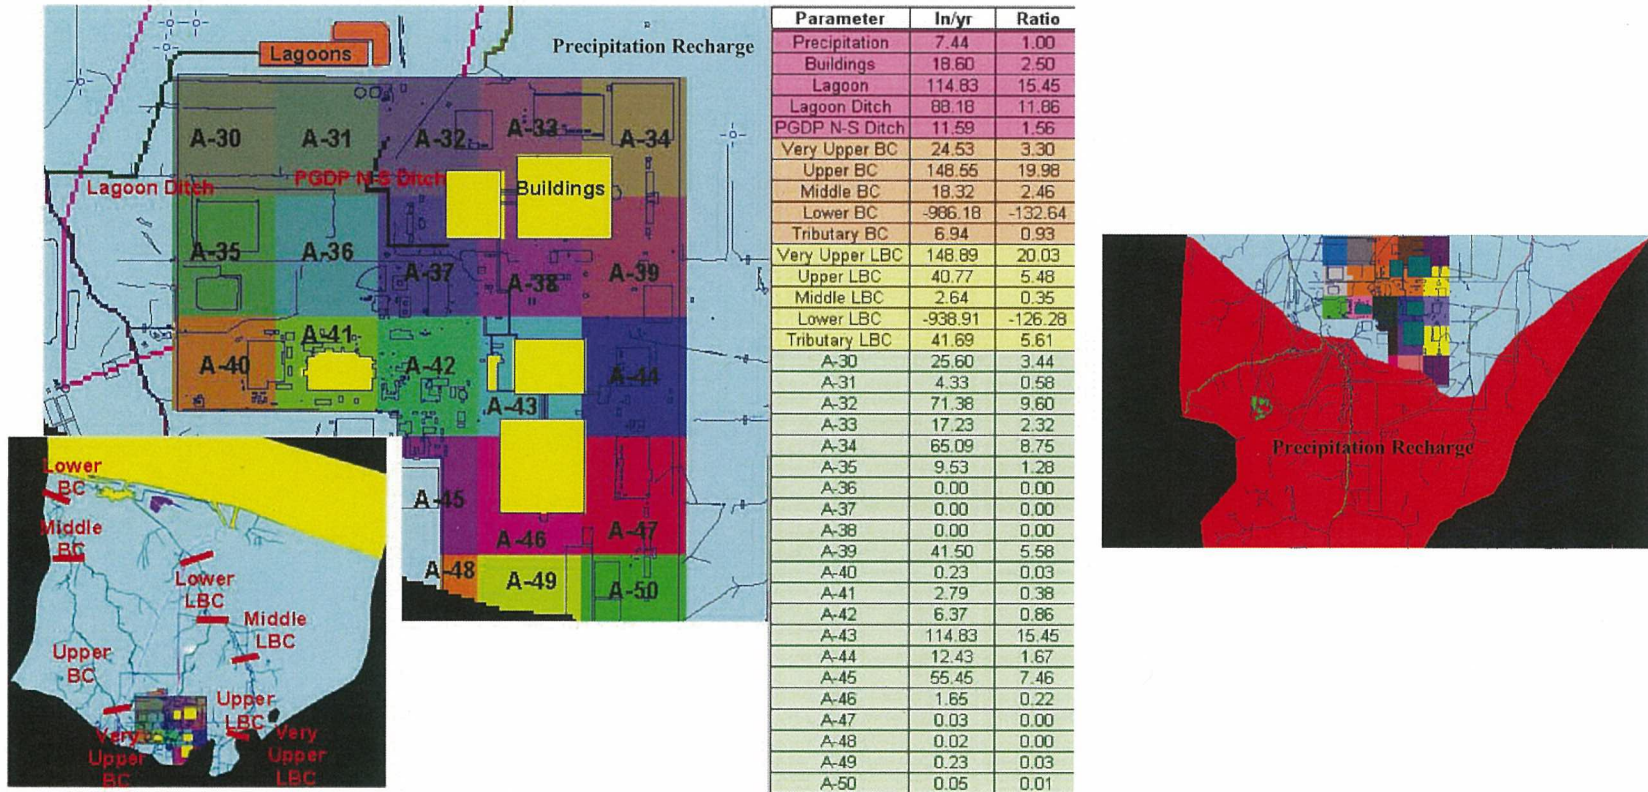 Lagoons
Precipitation Recharge
A-30
A-31
A-32
A-33
A-34
Lagoon Ditch
PGDP N-S Ditch
Buildings
A-35
A-36
A-37
A-38
A-39
A-40
A-41
A-42
A-43
A-44
A-45
A-46
A-47
A-48
A-49
A-50
Lower
BC
Middle
BC
Lower
LBC
Middle
LBC
Upper
BC
Upper
LBC
Very
Upper
BC
Very
Upper
LBC
Parameter In/yr Ratio
Precipitation 7.44 1.00
Buildings 18.60 2.50
Lagoon 114.83 15.45
Lagoon Ditch 88.18 11.86
PGDP N-S Ditch 11.59 1.56
Very Upper BC 24.53 3.30
Upper BC 148.55 19.98
Middle BC 18.32 2.46
Lower BC -986.18 -132.64
Tributary BC 6.94 0.93
Very Upper LBC 148.89 20.03
Upper LBC 40.77 5.48
Middle LBC 2.64 0.35
Lower LBC -938.91 -126.28
Tributary LBC 41.69 5.61
A-30 25.60 3.44
A-31 4.33 0.58
A-32 71.38 9.60
A-33 17.23 2.32
A-34 65.09 8.75
A-35 9.53 1.28
A-36 0.00 0.00
A-37 0.00 0.00
A-38 0.00 0.00
A-39 41.50 5.58
A-40 0.23 0.03
A-41 2.79 0.38
A-42 6.37 0.86
A-43 114.83 15.45
A-44 12.43 1.67
A-45 55.45 7.46
A-46 1.65 0.22
A-47 0.03 0.00
A-48 0.02 0.00
A-49 0.23 0.03
A-50 0.05 0.01
Precipitation Recharge